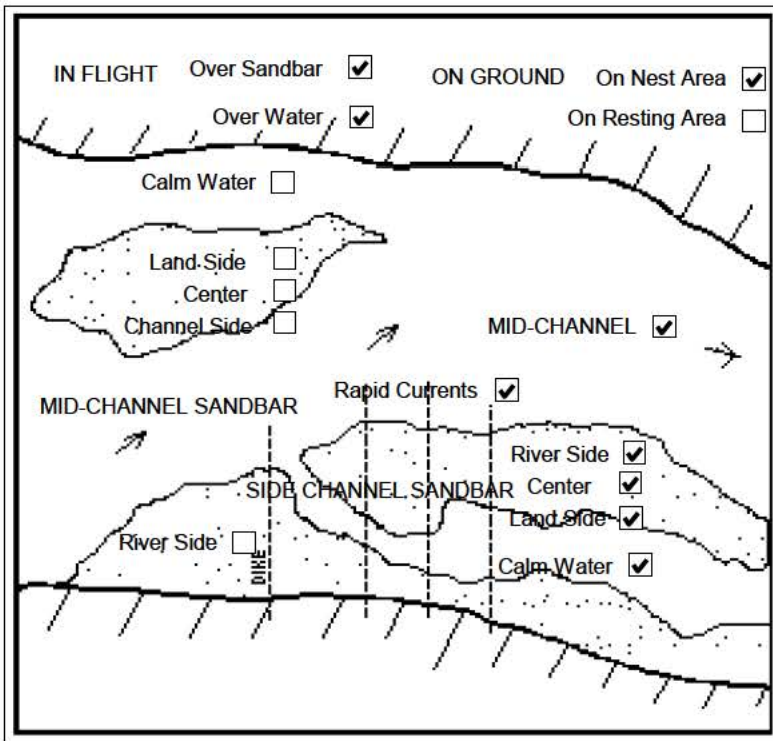 IN FLIGHT Over Sandbar ON GROUND On Nest Area
Over Water On Resting Area
Calm Water
Land Side
Center
Channel Side
MID-CHANNEL
Rapid Currents
MID-CHANNEL SANDBAR
River Side
SIDE CHANNEL SANDBAR Center
Land Side
River Side
DIKE
Calm Water